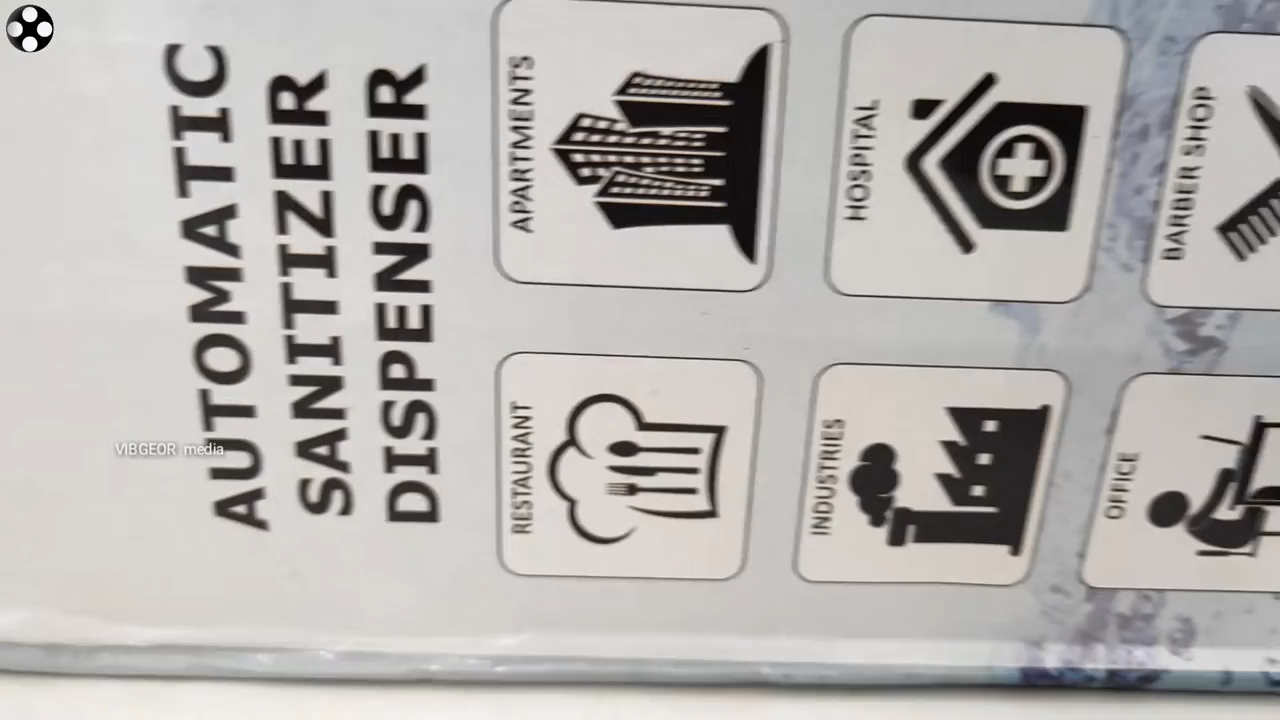 AUTOMATIC
SANITIZER
DISPENSER
RESTAURANT
APARTMENTS
INDUSTRIES
HOSPITAL
OFFICE
BARBER SHOP
VIBGEOR media